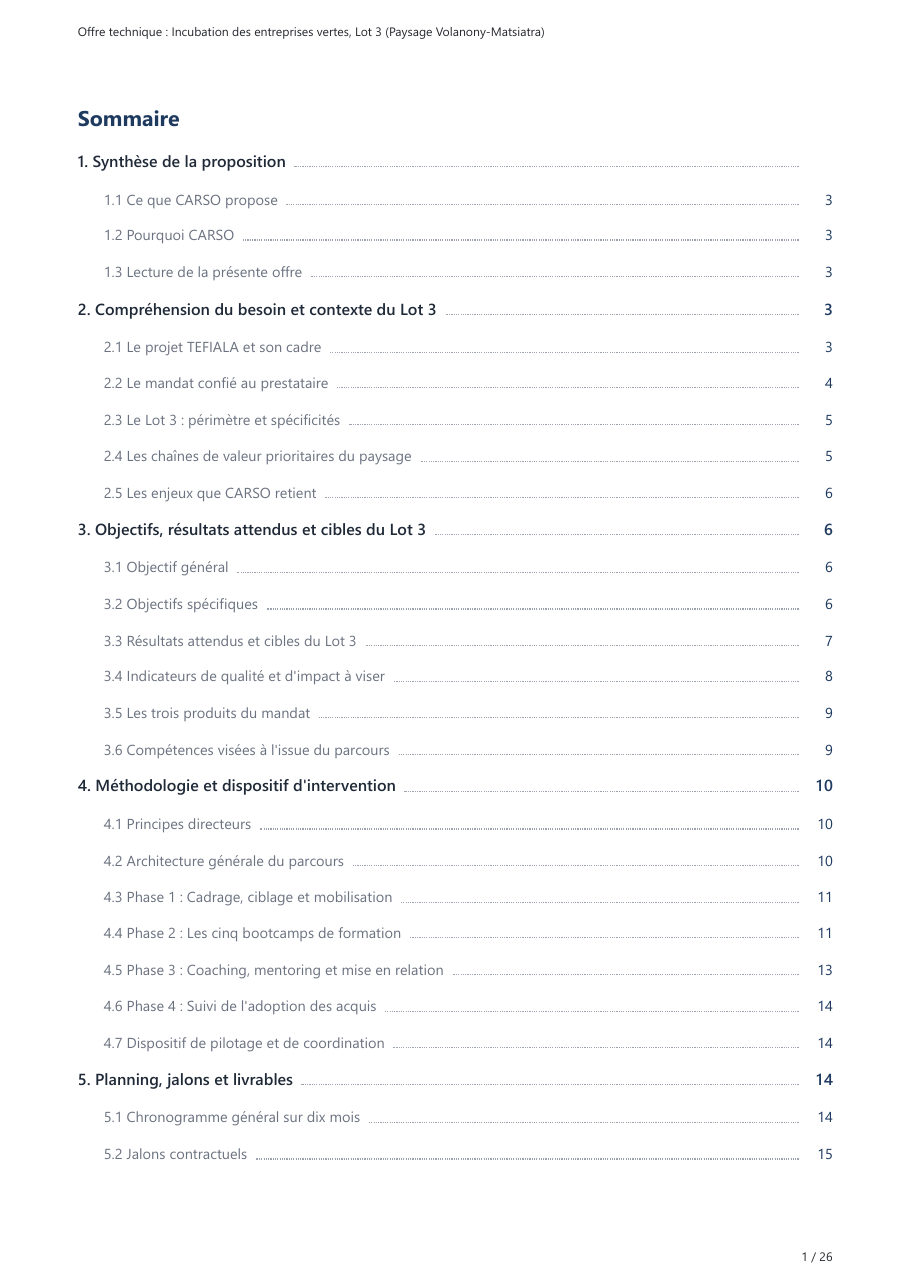 Offre technique : Incubation des entreprises vertes, Lot 3 (Paysage Volanony-Matsiatra)
Sommaire
1. Synthèse de la proposition
1.1 Ce que CARSO propose 3
1.2 Pourquoi CARSO 3
1.3 Lecture de la présente offre 3
2. Compréhension du besoin et contexte du Lot 3 3
2.1 Le projet TEFIALA et son cadre 3
2.2 Le mandat confié au prestataire 4
2.3 Le Lot 3 : périmètre et spécificités 5
2.4 Les chaînes de valeur prioritaires du paysage 5
2.5 Les enjeux que CARSO retient 6
3. Objectifs, résultats attendus et cibles du Lot 3 6
3.1 Objectif général 6
3.2 Objectifs spécifiques 6
3.3 Résultats attendus et cibles du Lot 3 7
3.4 Indicateurs de qualité et d'impact à viser 8
3.5 Les trois produits du mandat 9
3.6 Compétences visées à l'issue du parcours 9
4. Méthodologie et dispositif d'intervention 10
4.1 Principes directeurs 10
4.2 Architecture générale du parcours 10
4.3 Phase 1 : Cadrage, ciblage et mobilisation 11
4.4 Phase 2 : Les cinq bootcamps de formation 11
4.5 Phase 3 : Coaching, mentoring et mise en relation 13
4.6 Phase 4 : Suivi de l'adoption des acquis 14
4.7 Dispositif de pilotage et de coordination 14
5. Planning, jalons et livrables 14
5.1 Chronogramme général sur dix mois 14
5.2 Jalons contractuels 15
1 / 26